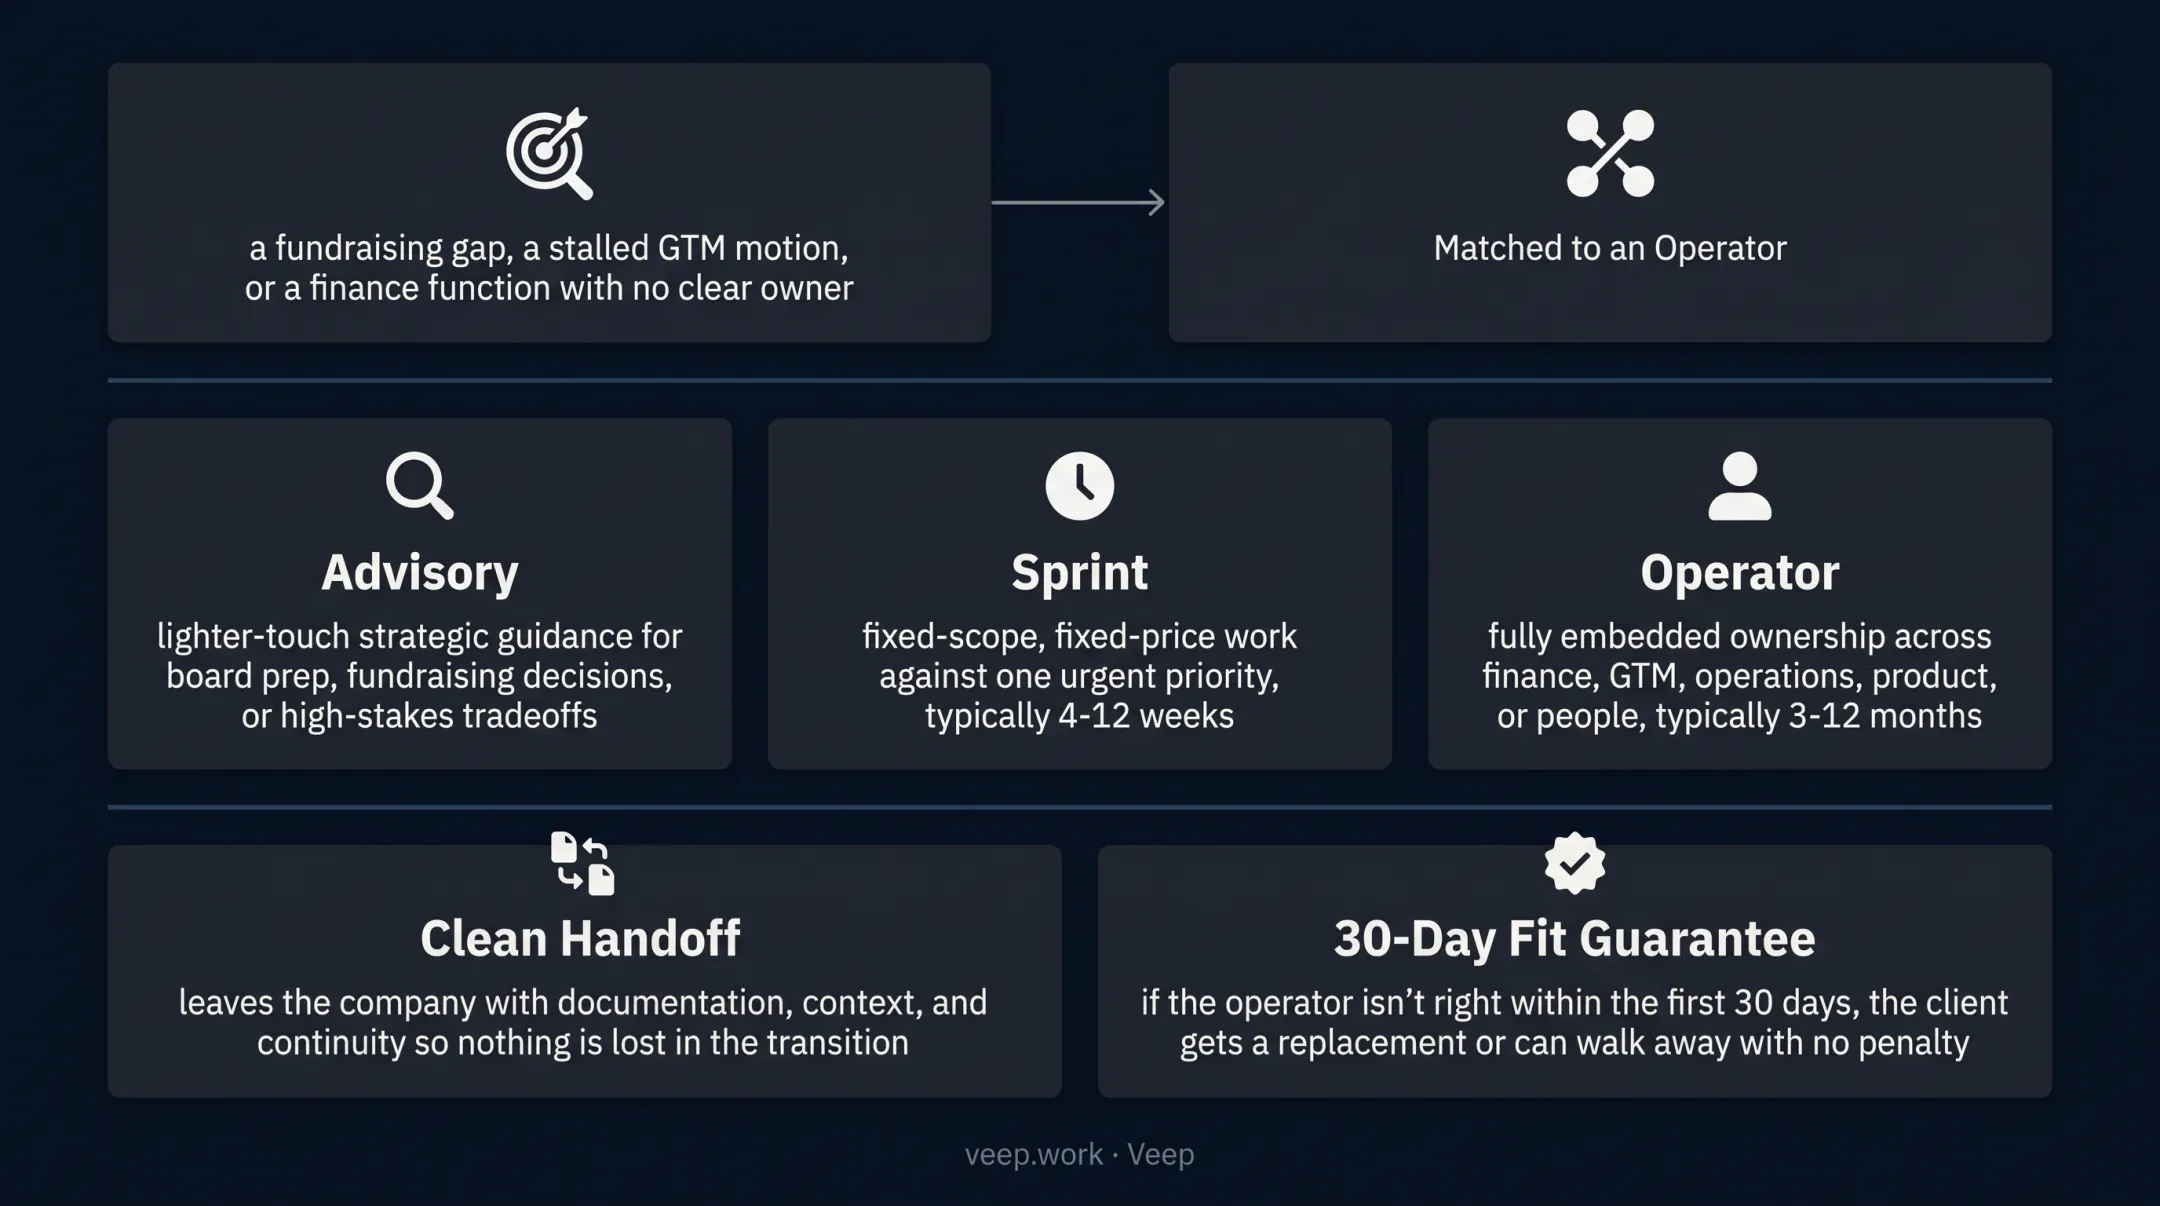 a fundraising gap, a stalled GTM motion,
or a finance function with no clear owner
Matched to an Operator
Advisory
lighter-touch strategic guidance for
board prep, fundraising decisions,
or high-stakes tradeoffs
Sprint
fixed-scope, fixed-price work
against one urgent priority,
typically 4-12 weeks
Operator
fully embedded ownership across
finance, GTM, operations, product,
or people, typically 3-12 months
Clean Handoff
leaves the company with documentation, context, and
continuity so nothing is lost in the transition
30-Day Fit Guarantee
if the operator isn’t right within the first 30 days, the client
gets a replacement or can walk away with no penalty
veep.work · Veep